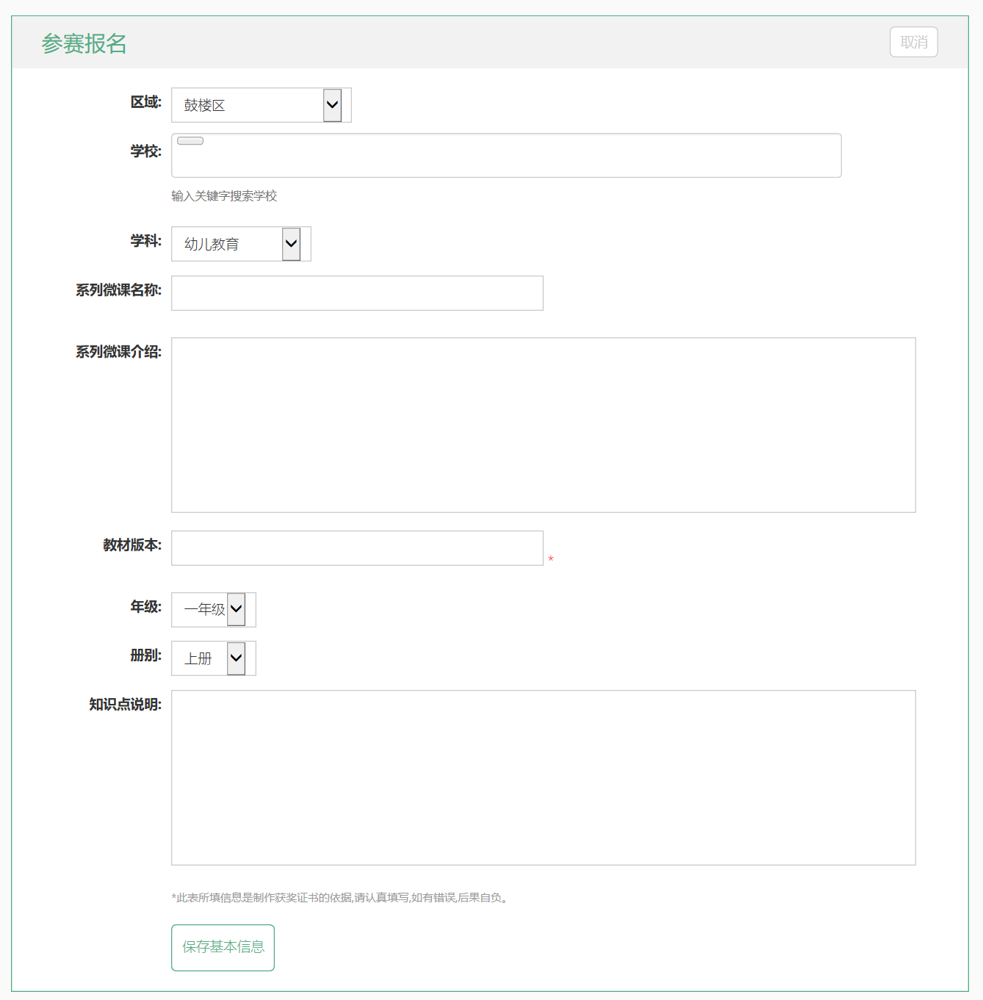 参赛报名
取消
区域: 鼓楼区
学校:
输入关键字搜索学校
学科: 幼儿教育
系列微课名称:
系列微课介绍:
教材版本: *
年级: 一年级
册别: 上册
知识点说明:
*此表所填信息是制作获奖证书的依据,请认真填写,如有错误,后果自负。
保存基本信息